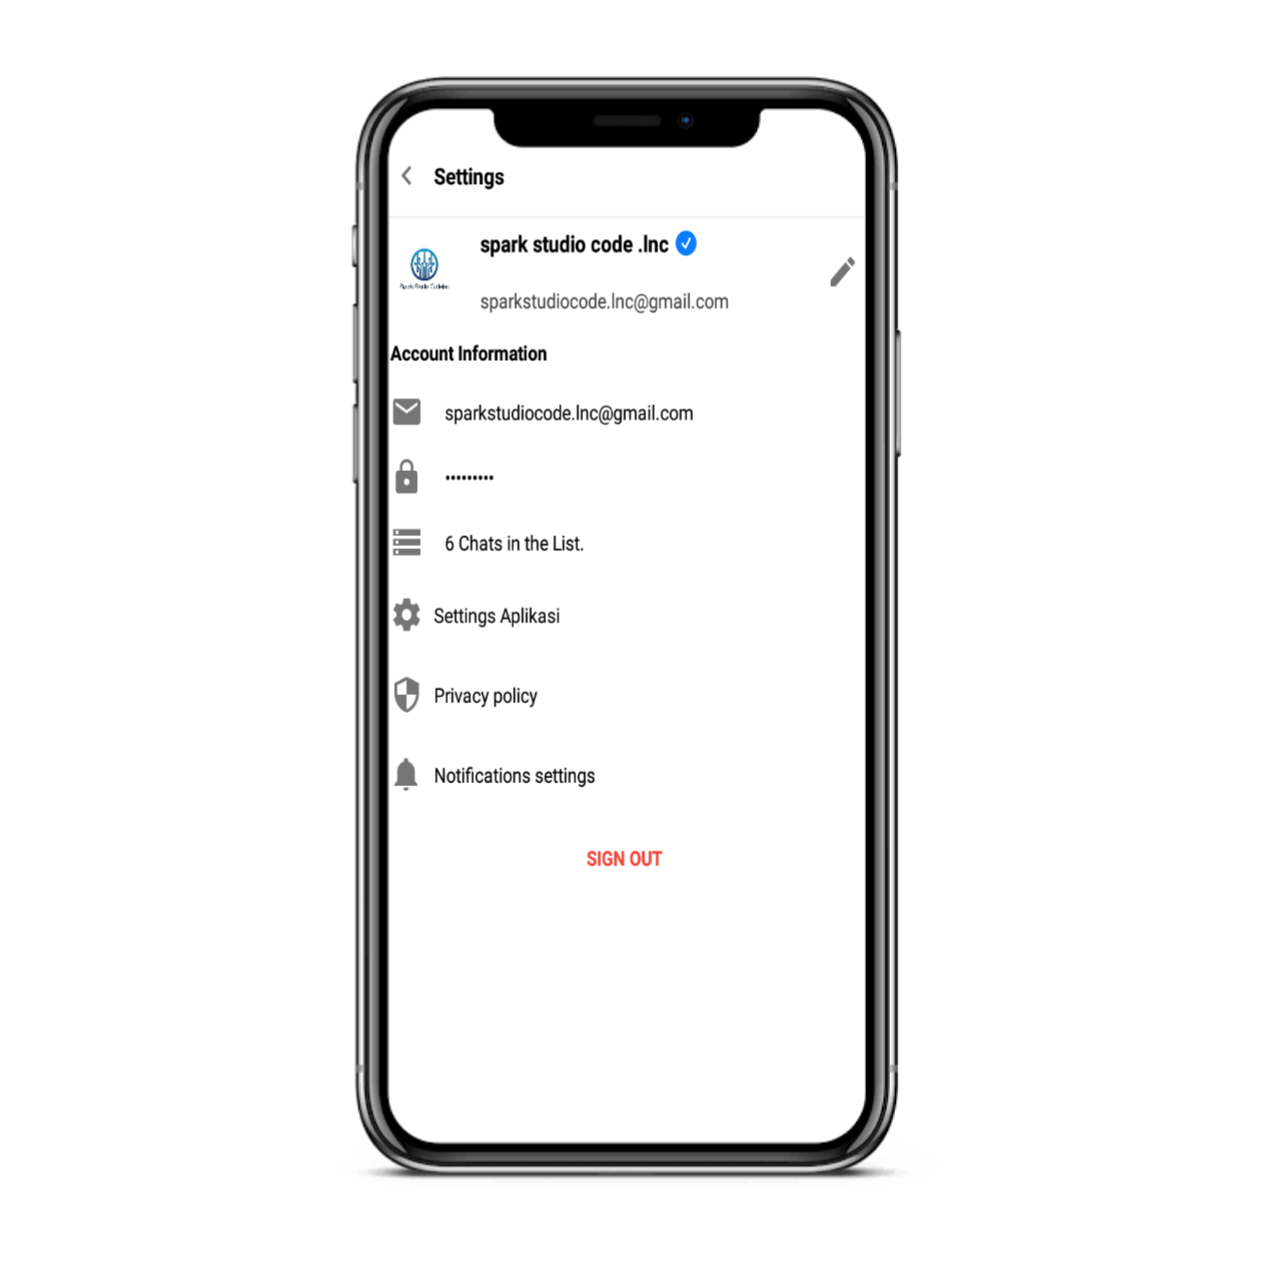 Settings
spark studio code .lnc
sparkstudiocode.lnc@gmail.com
Account Information
sparkstudiocode.lnc@gmail.com
•••••••••
6 Chats in the List.
Settings Aplikasi
Privacy policy
Notifications settings
SIGN OUT